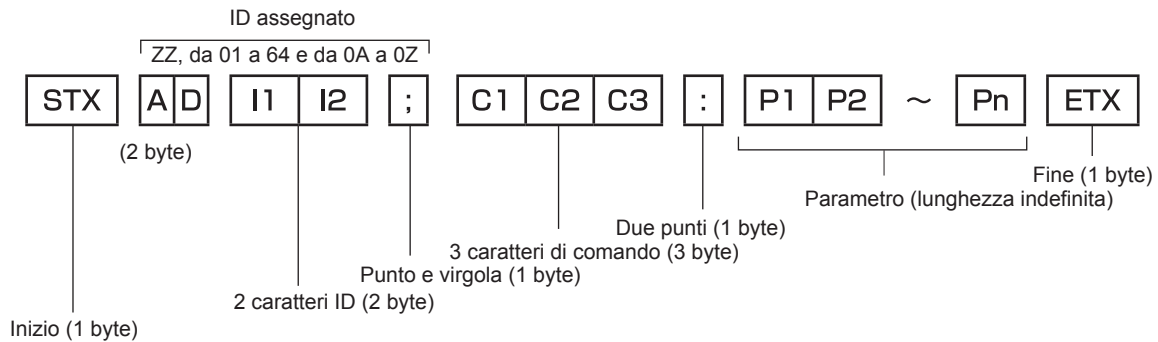 ID assegnato
ZZ, da 01 a 64 e da 0A a 0Z
STX A D I1 I2 ; C1 C2 C3 : P1 P2 ~ Pn ETX
(2 byte)
Fine (1 byte)
Parametro (lunghezza indefinita)
Due punti (1 byte)
3 caratteri di comando (3 byte)
Punto e virgola (1 byte)
2 caratteri ID (2 byte)
Inizio (1 byte)